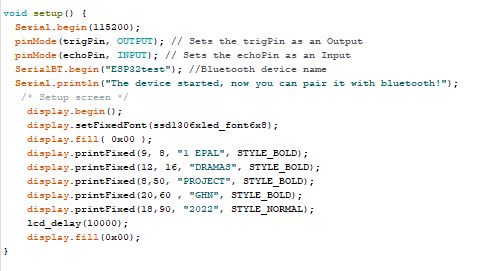 void setup() {
Serial.begin(115200);
pinMode(trigPin, OUTPUT); // Sets the trigPin as an Output
pinMode(echoPin, INPUT); // Sets the echoPin as an Input
SerialBT.begin("ESP32test"); //Bluetooth device name
Serial.println("The device started, now you can pair it with bluetooth!");
/* Setup screen */
display.begin();
display.setFixedFont(ssd1306xled_font6x8);
display.fill( 0x00 );
display.printFixed(9, 8, "1 EPAL", STYLE_BOLD);
display.printFixed(12, 16, "DRAMAS", STYLE_BOLD);
display.printFixed(8,50, "PROJECT", STYLE_BOLD);
display.printFixed(20,60 , "GHN", STYLE_BOLD);
display.printFixed(18,90, "2022", STYLE_NORMAL);
lcd_delay(10000);
display.fill(0x00);
}